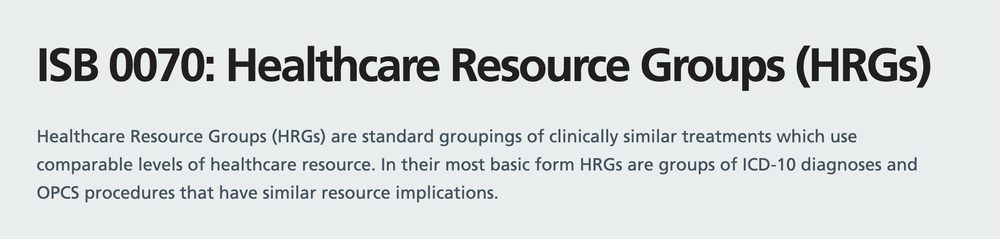 ISB 0070: Healthcare Resource Groups (HRGs)
Healthcare Resource Groups (HRGs) are standard groupings of clinically similar treatments which use
comparable levels of healthcare resource. In their most basic form HRGs are groups of ICD-10 diagnoses and
OPCS procedures that have similar resource implications.